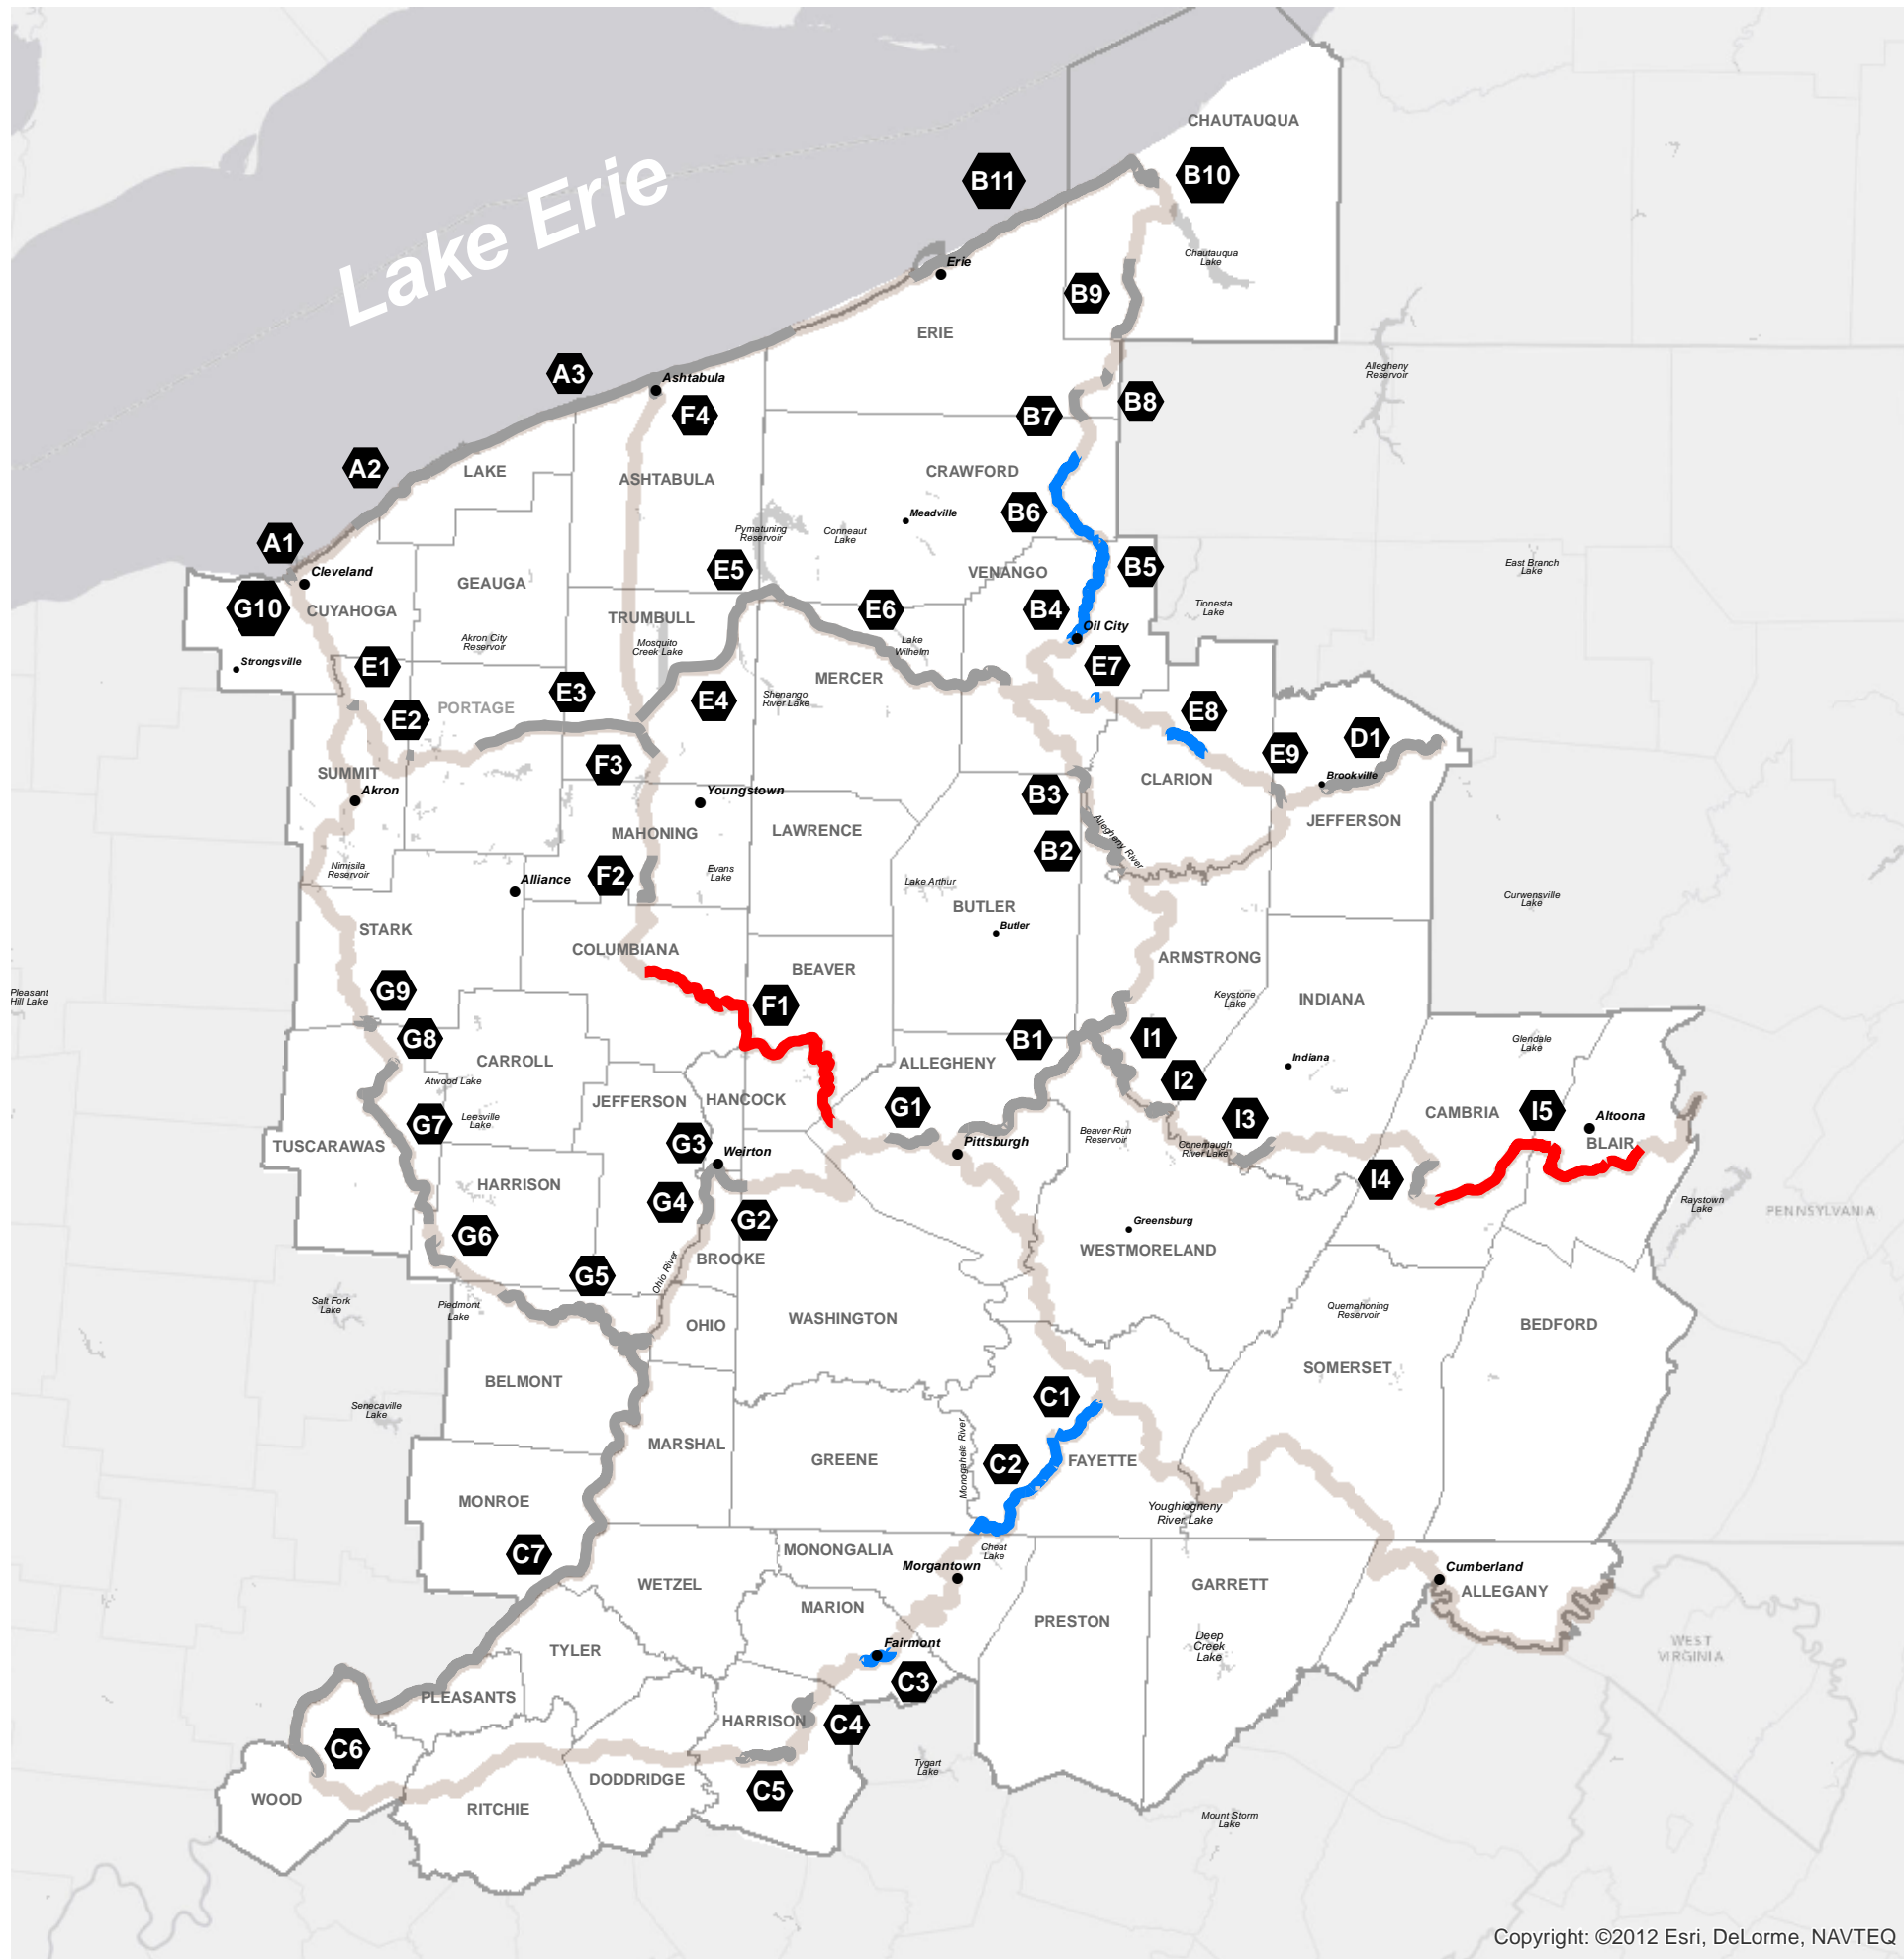 CHAUTAUQUA
B11
B10
Lake Erie
Chautauqua
Lake
Erie
B9
ERIE
Allegheny
Reservoir
A3
Ashtabula
F4
B7
B8
A2
LAKE
ASHTABULA
CRAWFORD
Meadville
B6
Pymatuning
Reservoir
Conneaut
Lake
A1
Cleveland
E5
VENANGO
B5
East Branch
Lake
GEAUGA
G10
CUYAHOGA
TRUMBULL
E6
B4
Tionesta
Lake
Oil City
Akron City
Reservoir
Mosquito
Creek Lake
Lake
Wilhelm
Strongsville
E1
E7
MERCER
E3
E4
Shenango
River Lake
PORTAGE
E2
E8
D1
E9
F3
SUMMIT
CLARION
Brookville
Akron
Youngstown
B3
JEFFERSON
MAHONING
LAWRENCE
Allegheny River
B2
Nimisila
Reservoir
F2
Evans
Lake
Alliance
Lake Arthur
Curwensville
Lake
BUTLER
Butler
STARK
COLUMBIANA
ARMSTRONG
BEAVER
G9
Pleasant
Hill Lake
F1
Keystone
Lake
INDIANA
G8
B1
I1
Glendale
Lake
CARROLL
ALLEGHENY
Indiana
Atwood Lake
I2
JEFFERSON
HANCOCK
G1
I5
CAMBRIA
Altoona
G7
Leesville
Lake
I3
TUSCARAWAS
G3
Beaver Run
Reservoir
Pittsburgh
BLAIR
Conemaugh
River Lake
Weirton
HARRISON
I4
G4
Raystown
Lake
PENNSYLVANIA
G2
Greensburg
G6
WESTMORELAND
BROOKE
Ohio River
G5
Salt Fork
Lake
Piedmont
Lake
Quemahoning
Reservoir
OHIO
WASHINGTON
BEDFORD
SOMERSET
BELMONT
C1
Senecaville
Lake
MARSHAL
GREENE
Monogahela River
C2
FAYETTE
MONROE
Youghiogneny
River Lake
C7
MONONGALIA
Cheat
Lake
Morgantown
Cumberland
WETZEL
GARRETT
ALLEGANY
MARION
PRESTON
TYLER
Fairmont
Deep
Creek
Lake
WEST
VIRGINIA
C3
PLEASANTS
HARRISON
C4
C6
Tygart
Lake
DODDRIDGE
C5
WOOD
RITCHIE
Mount Storm
Lake
Copyright: ©2012 Esri, DeLorme, NAVTEQ